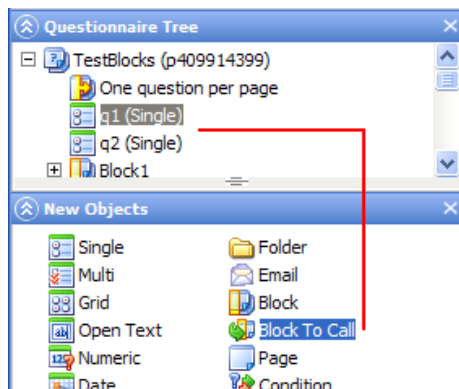 Questionnaire Tree
TestBlocks (p409914399)
One question per page
q1 (Single)
q2 (Single)
Block1
New Objects
Single Folder
Multi Email
Grid Block
Open Text Block To Call
Numeric Page
Date Condition